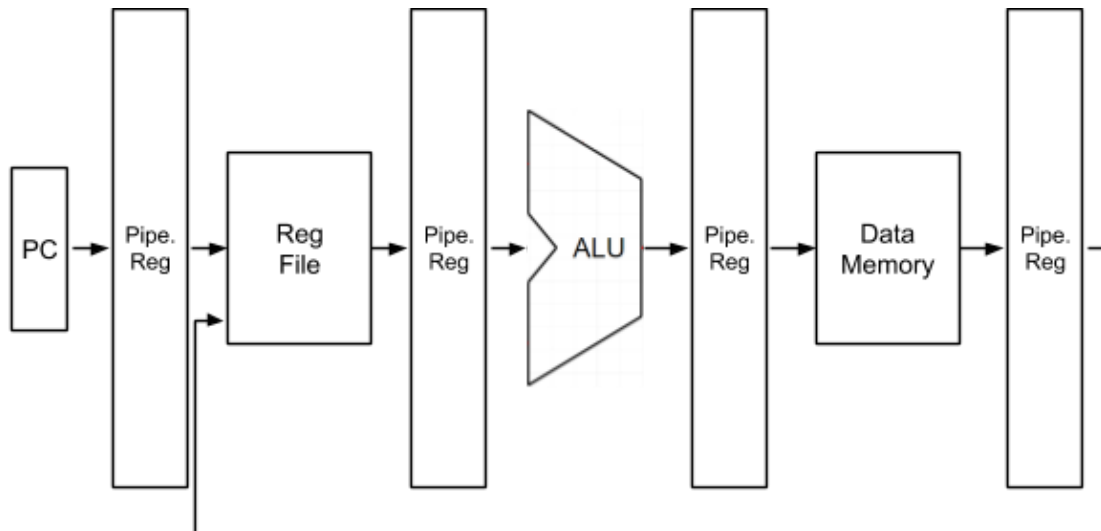 PC
Pipe.
Reg
Reg
File
Pipe.
Reg
ALU
Pipe.
Reg
Data
Memory
Pipe.
Reg